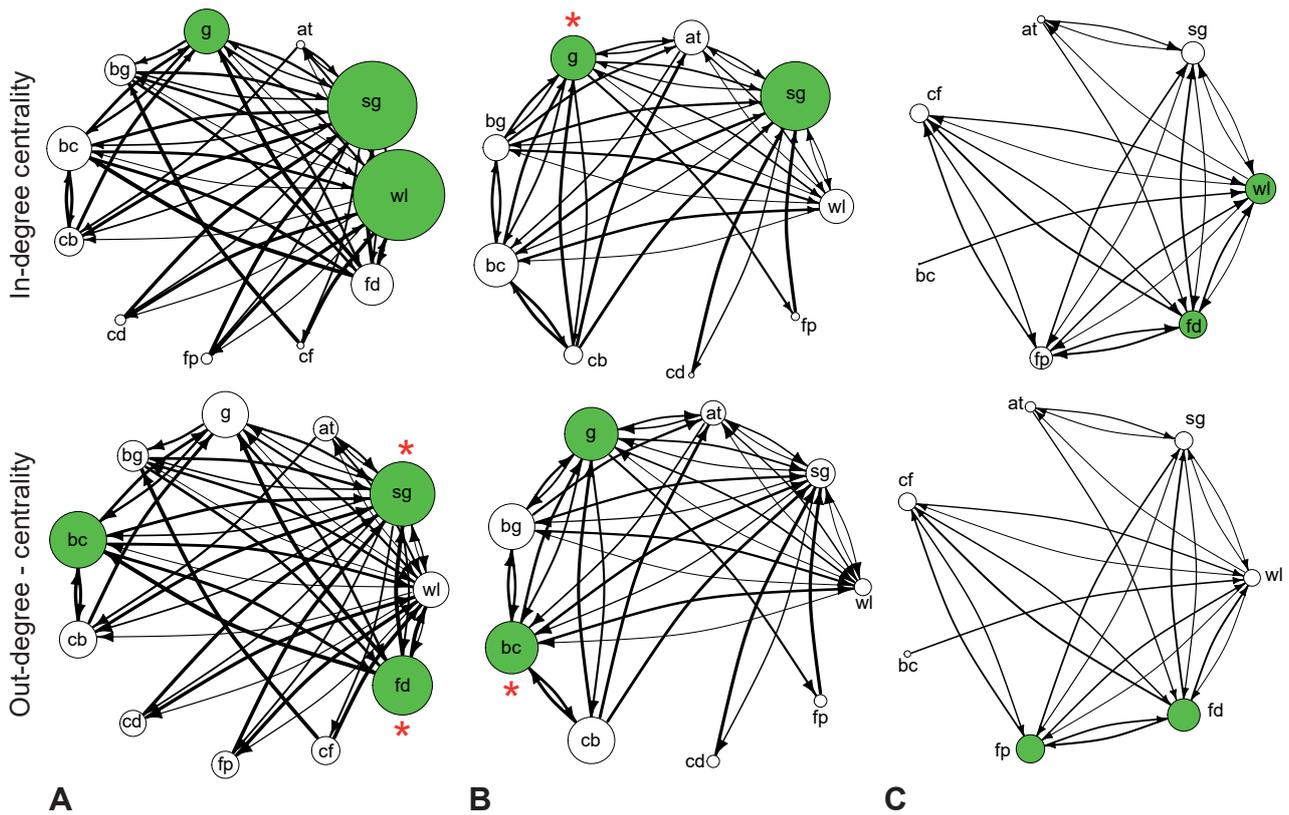 In-degree centrality
g
at
bg
sg
bc
wl
cb
fd
cd
fp
cf
*
g
at
sg
bg
wl
bc
fp
cb
cd
at
sg
cf
wl
bc
fd
fp
Out-degree - centrality
g
at
bg
*
sg
bc
wl
cb
fd
*
cd
cf
fp
g
at
sg
bg
wl
bc
*
fp
cb
cd
at
sg
cf
wl
bc
fd
fp
A
B
C